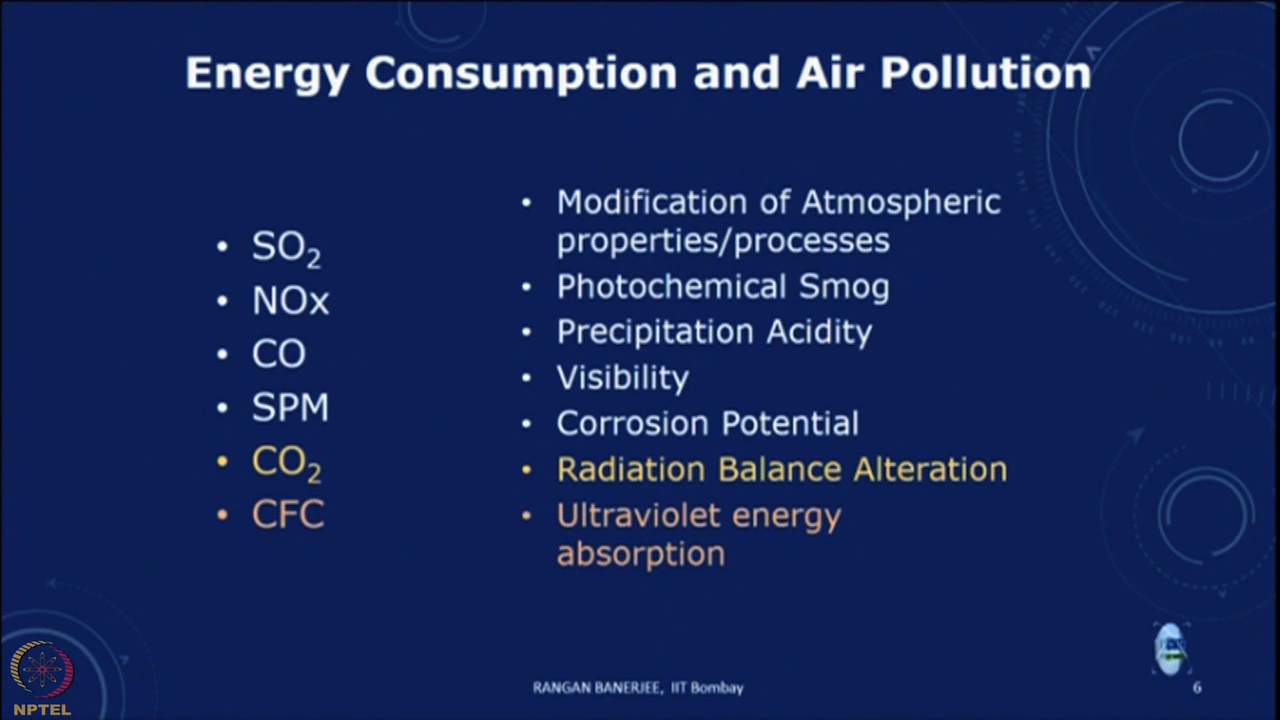 Energy Consumption and Air Pollution
• SO₂
• NOx
• CO
• SPM
• CO₂
• CFC
• Modification of Atmospheric
properties/processes
• Photochemical Smog
• Precipitation Acidity
• Visibility
• Corrosion Potential
• Radiation Balance Alteration
• Ultraviolet energy
absorption
NPTEL
RANGAN BANERJEE, IIT Bombay
6